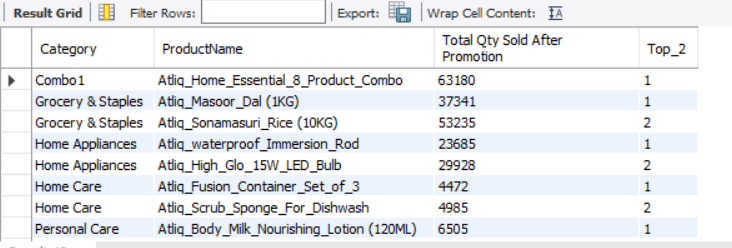 Result Grid Filter Rows: Export: Wrap Cell Content: IA
Category ProductName Total Qty Sold After Promotion Top_2
Combo1 Atliq_Home_Essential_8_Product_Combo 63180 1
Grocery & Staples Atliq_Masoor_Dal (1KG) 37341 1
Grocery & Staples Atliq_Sonamasuri_Rice (10KG) 53235 2
Home Appliances Atliq_waterproof_Immersion_Rod 23685 1
Home Appliances Atliq_High_Glo_15W_LED_Bulb 29928 2
Home Care Atliq_Fusion_Container_Set_of_3 4472 1
Home Care Atliq_Scrub_Sponge_For_Dishwash 4985 2
Personal Care Atliq_Body_Milk_Nourishing_Lotion (120ML) 6505 1